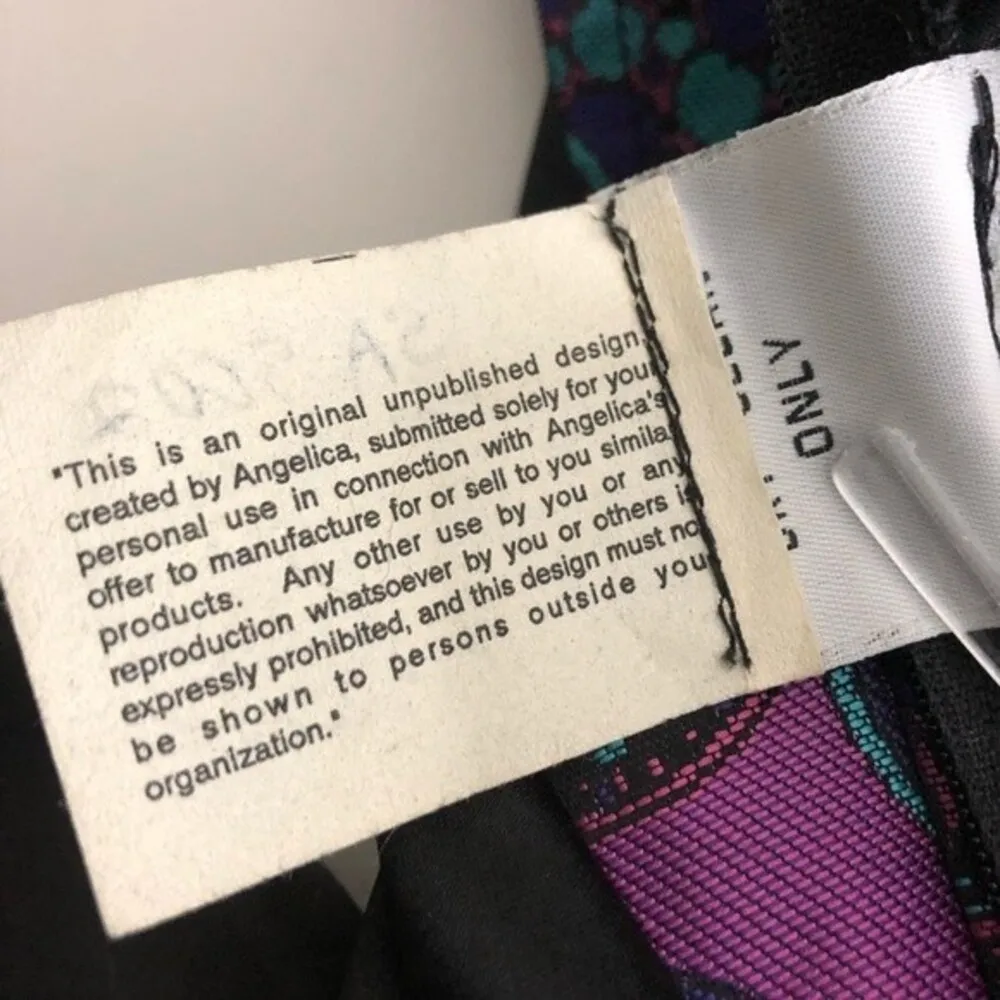 "This is an original unpublished design,
created by Angelica, submitted solely for you
personal use in connection with Angelica's
offer to manufacture for or sell to you simila
products. Any other use by you or any
reproduction whatsoever by you or others i
expressly prohibited, and this design must no
be shown to persons outside you
organization."
ONLY